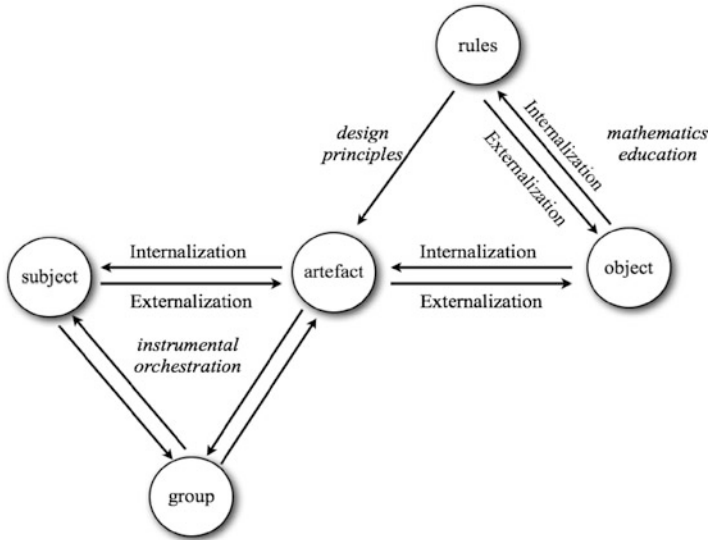 rules
design
principles
Internalization
Externalization
mathematics
education
subject
Internalization
Externalization
artefact
Internalization
Externalization
object
instrumental
orchestration
group